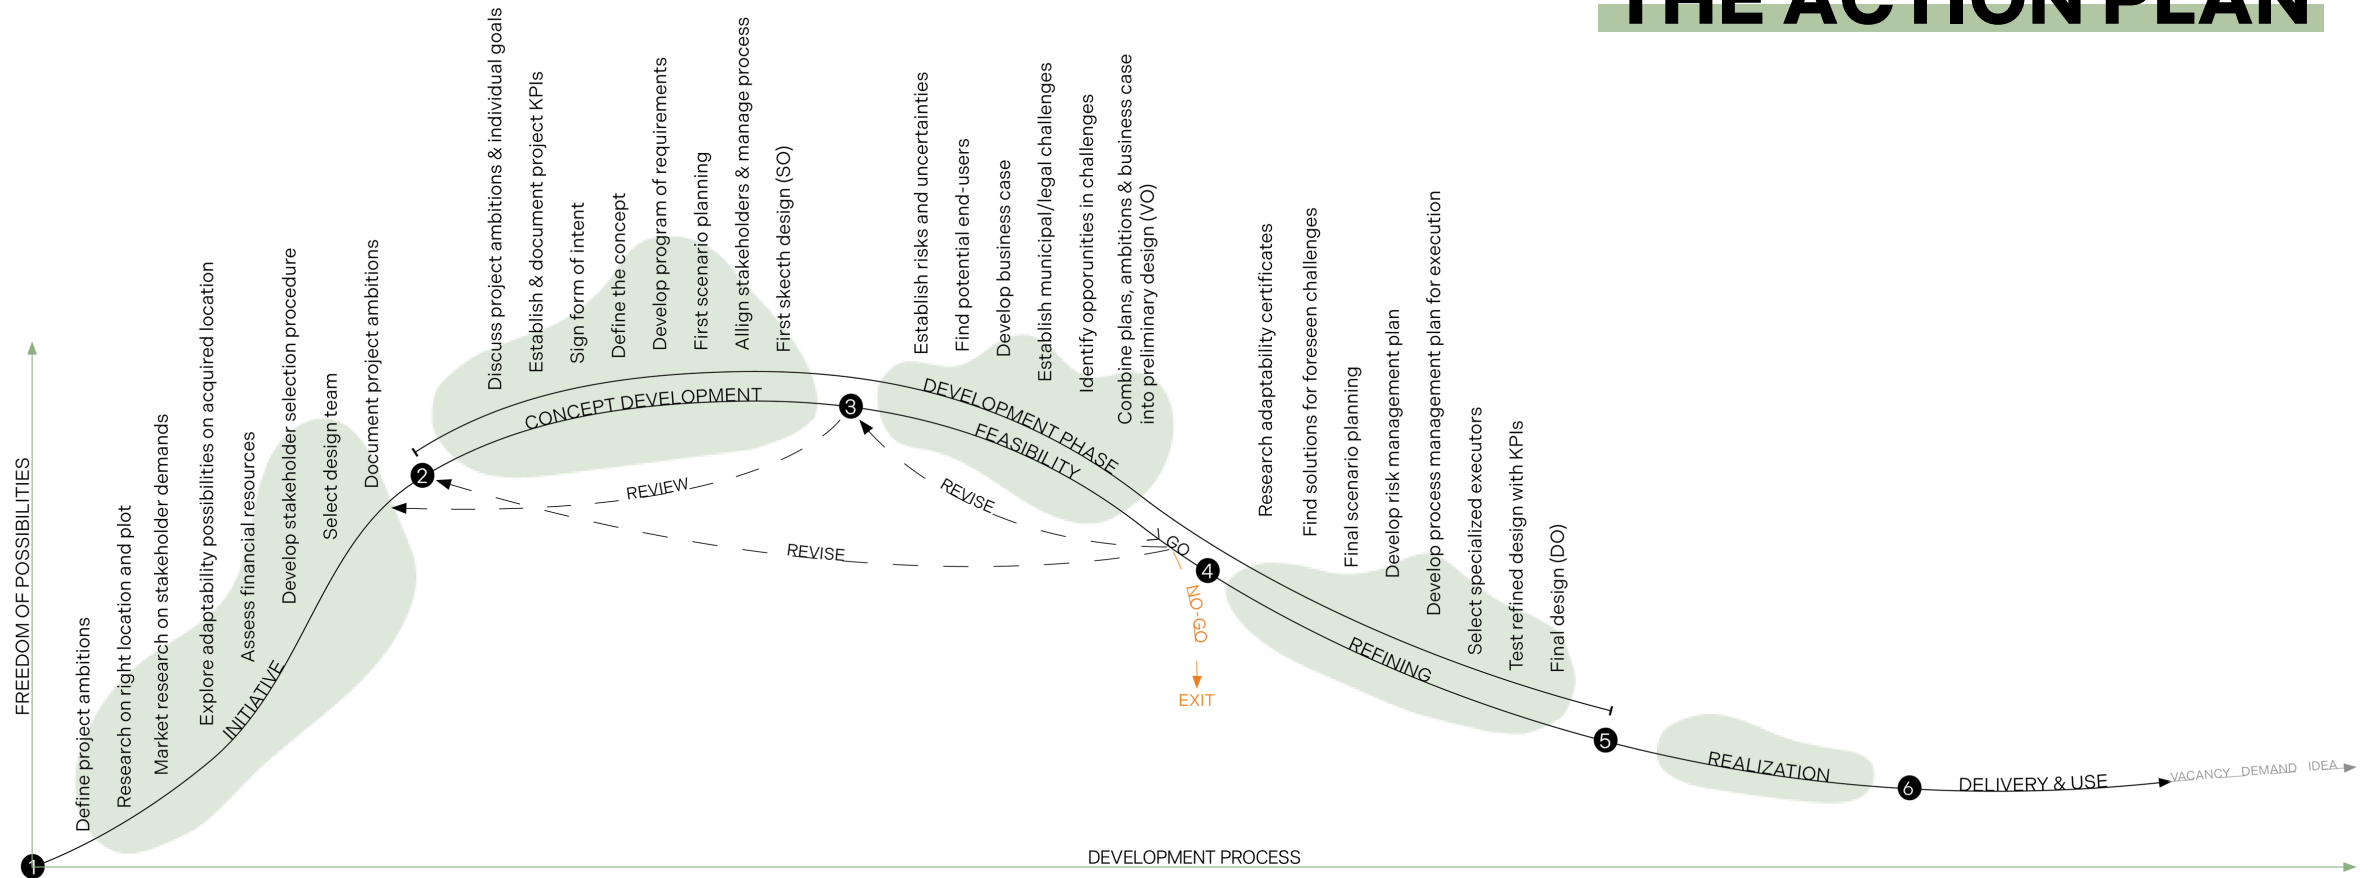 THE ACTION PLAN
FREEDOM OF POSSIBILITIES
DEVELOPMENT PROCESS
1
Define project ambitions
Research on right location and plot
Market research on stakeholder demands
Explore adaptability possibilities on acquired location
Assess financial resources
Develop stakeholder selection procedure
Select design team
Document project ambitions
INITIATIVE
2
Discuss project ambitions & individual goals
Establish & document project KPIs
Sign form of intent
Define the concept
Develop program of requirements
First scenario planning
Allign stakeholders & manage process
First skecth design (SO)
CONCEPT DEVELOPMENT
3
REVIEW
REVISE
REVISE
Establish risks and uncertainties
Find potential end-users
Develop business case
Establish municipal/legal challenges
Identify opporunities in challenges
Combine plans, ambitions & business case
into preliminary design (VO)
DEVELOPMENT PHASE
FEASIBILITY
GO
4
NO-GO
EXIT
Research adaptability certificates
Find solutions for foreseen challenges
Final scenario planning
Develop risk management plan
Develop process management plan for execution
Select specialized executors
Test refined design with KPIs
Final design (DO)
REFINING
5
REALIZATION
6
DELIVERY & USE
VACANCY DEMAND IDEA